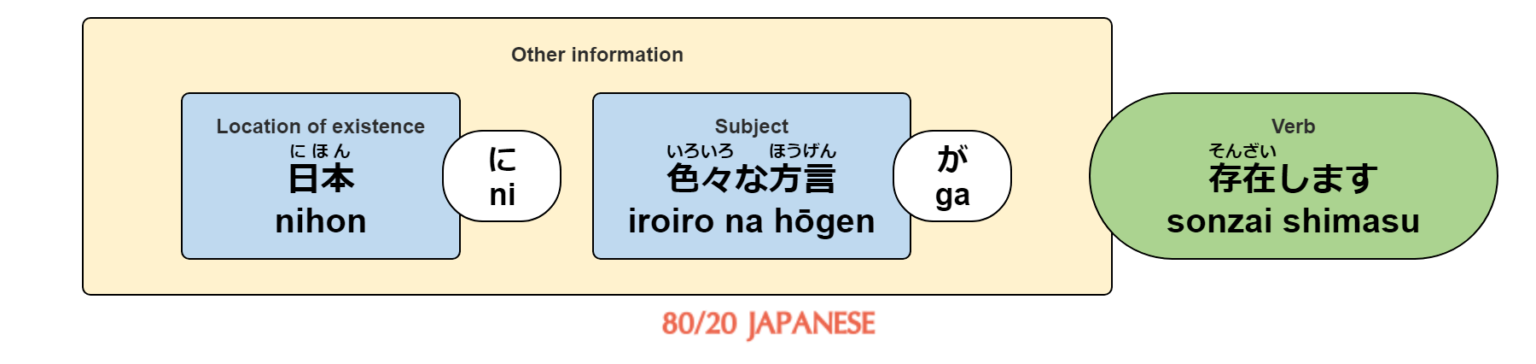 Other information
Location of existence
にほん
日本
nihon
に
ni
Subject
いろいろ ほうげん
色々な方言
iroiro na hōgen
が
ga
Verb
そんざい
存在します
sonzai shimasu
80/20 JAPANESE